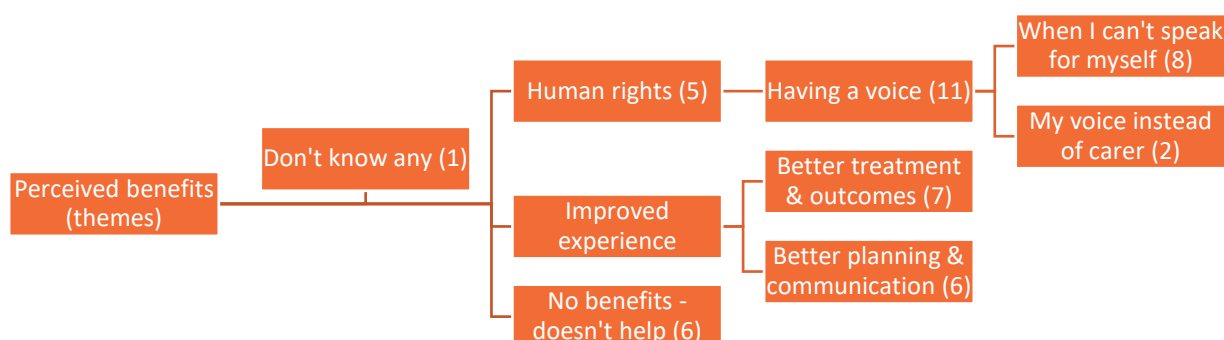 Perceived benefits
(themes)
Don't know any (1)
Human rights (5)
Having a voice (11)
When I can't speak
for myself (8)
My voice instead
of carer (2)
Improved
experience
Better treatment
& outcomes (7)
Better planning &
communication (6)
No benefits -
doesn't help (6)